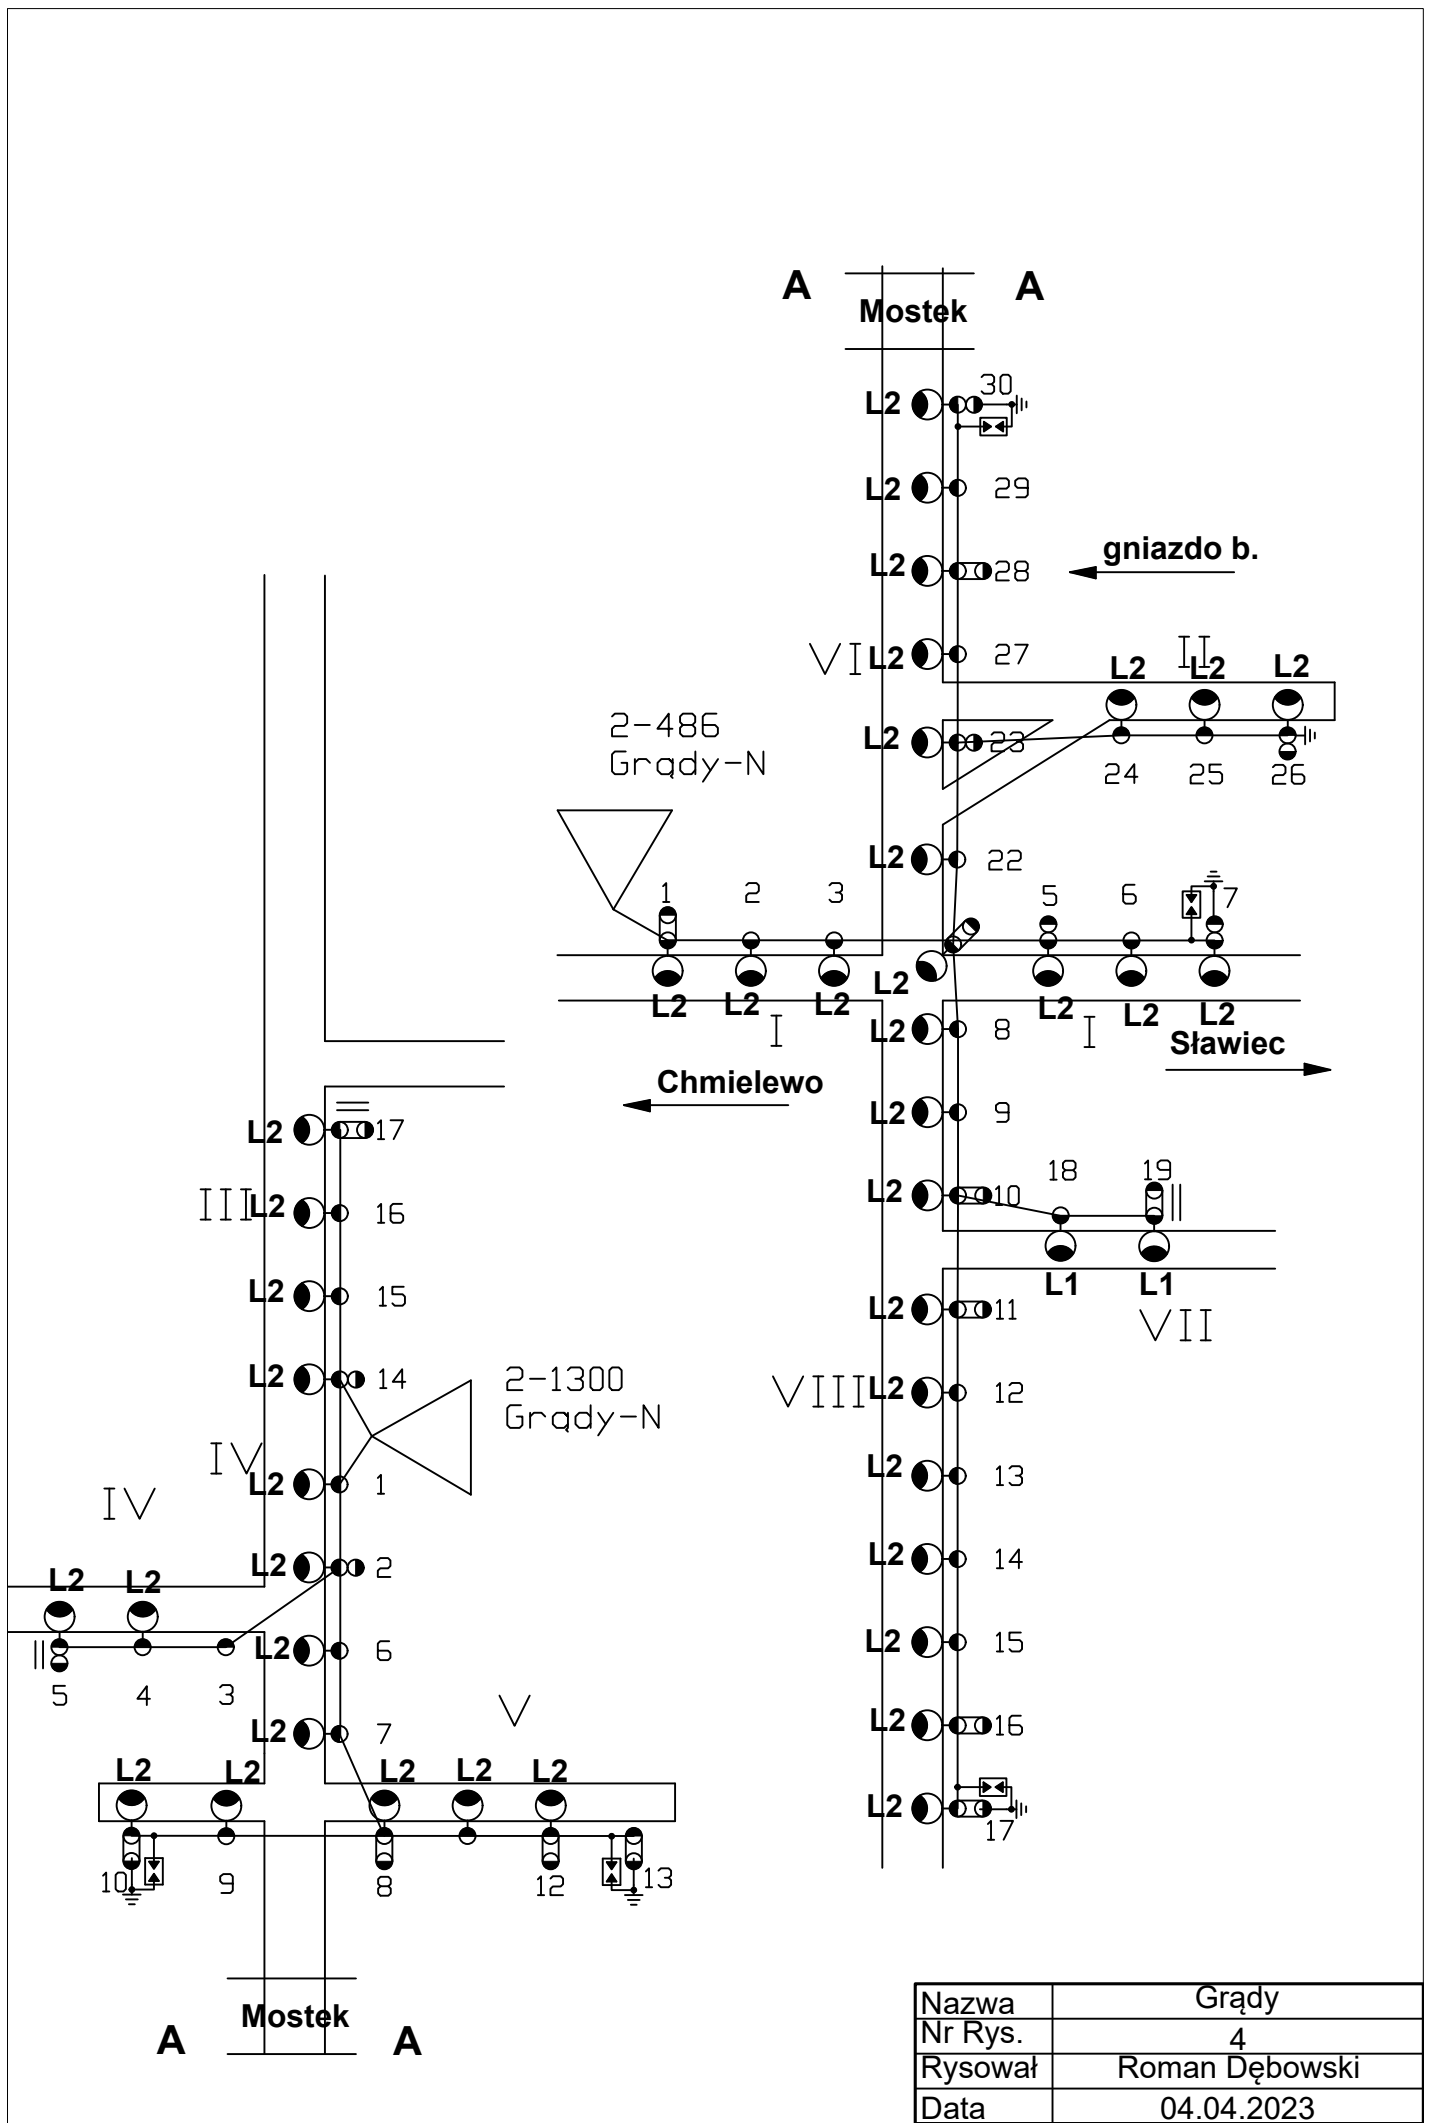 A
A
Mostek
L2
30
L2
29
gniazdo b.
L2
28
VI
L2
27
II
L2
L2
L2
2-486
Grądy-N
L2
23
24
25
26
L2
22
1
2
3
5
6
7
L2
L2
L2
L2
L2
L2
L2
I
L2
8
I
Sławiec
Chmielewo
L2
17
L2
9
III
L2
16
L2
10
18
19
L1
L1
VII
L2
15
L2
11
L2
14
2-1300
Grądy-N
VIII
L2
12
IV
L2
1
L2
13
IV
L2
2
L2
14
L2
L2
L2
6
L2
15
5
4
3
V
L2
7
L2
16
L2
L2
L2
L2
L2
L2
17
10
9
8
12
13
Mostek
A
A
Nazwa Grądy
Nr Rys. 4
Rysował Roman Dębowski
Data 04.04.2023